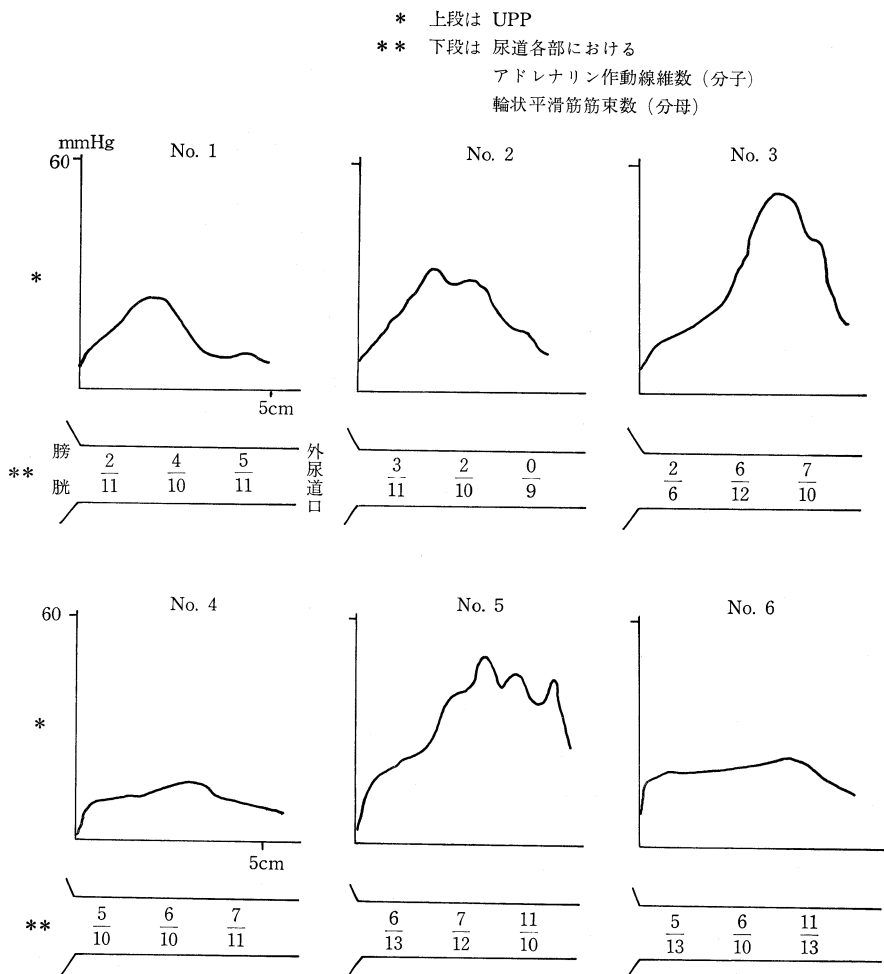 * 上段は UPP
** 下段は 尿道各部における
アドレナリン作動線維数（分子）
輪状平滑筋筋束数（分母）
mmHg
60
No. 1
No. 2
No. 3
*
5cm
膀胱
外尿道口
**
2/11 4/10 5/11
3/11 2/10 0/9
2/6 6/12 7/10
60
No. 4
No. 5
No. 6
*
5cm
**
5/10 6/10 7/11
6/13 7/12 11/10
5/13 6/10 11/13